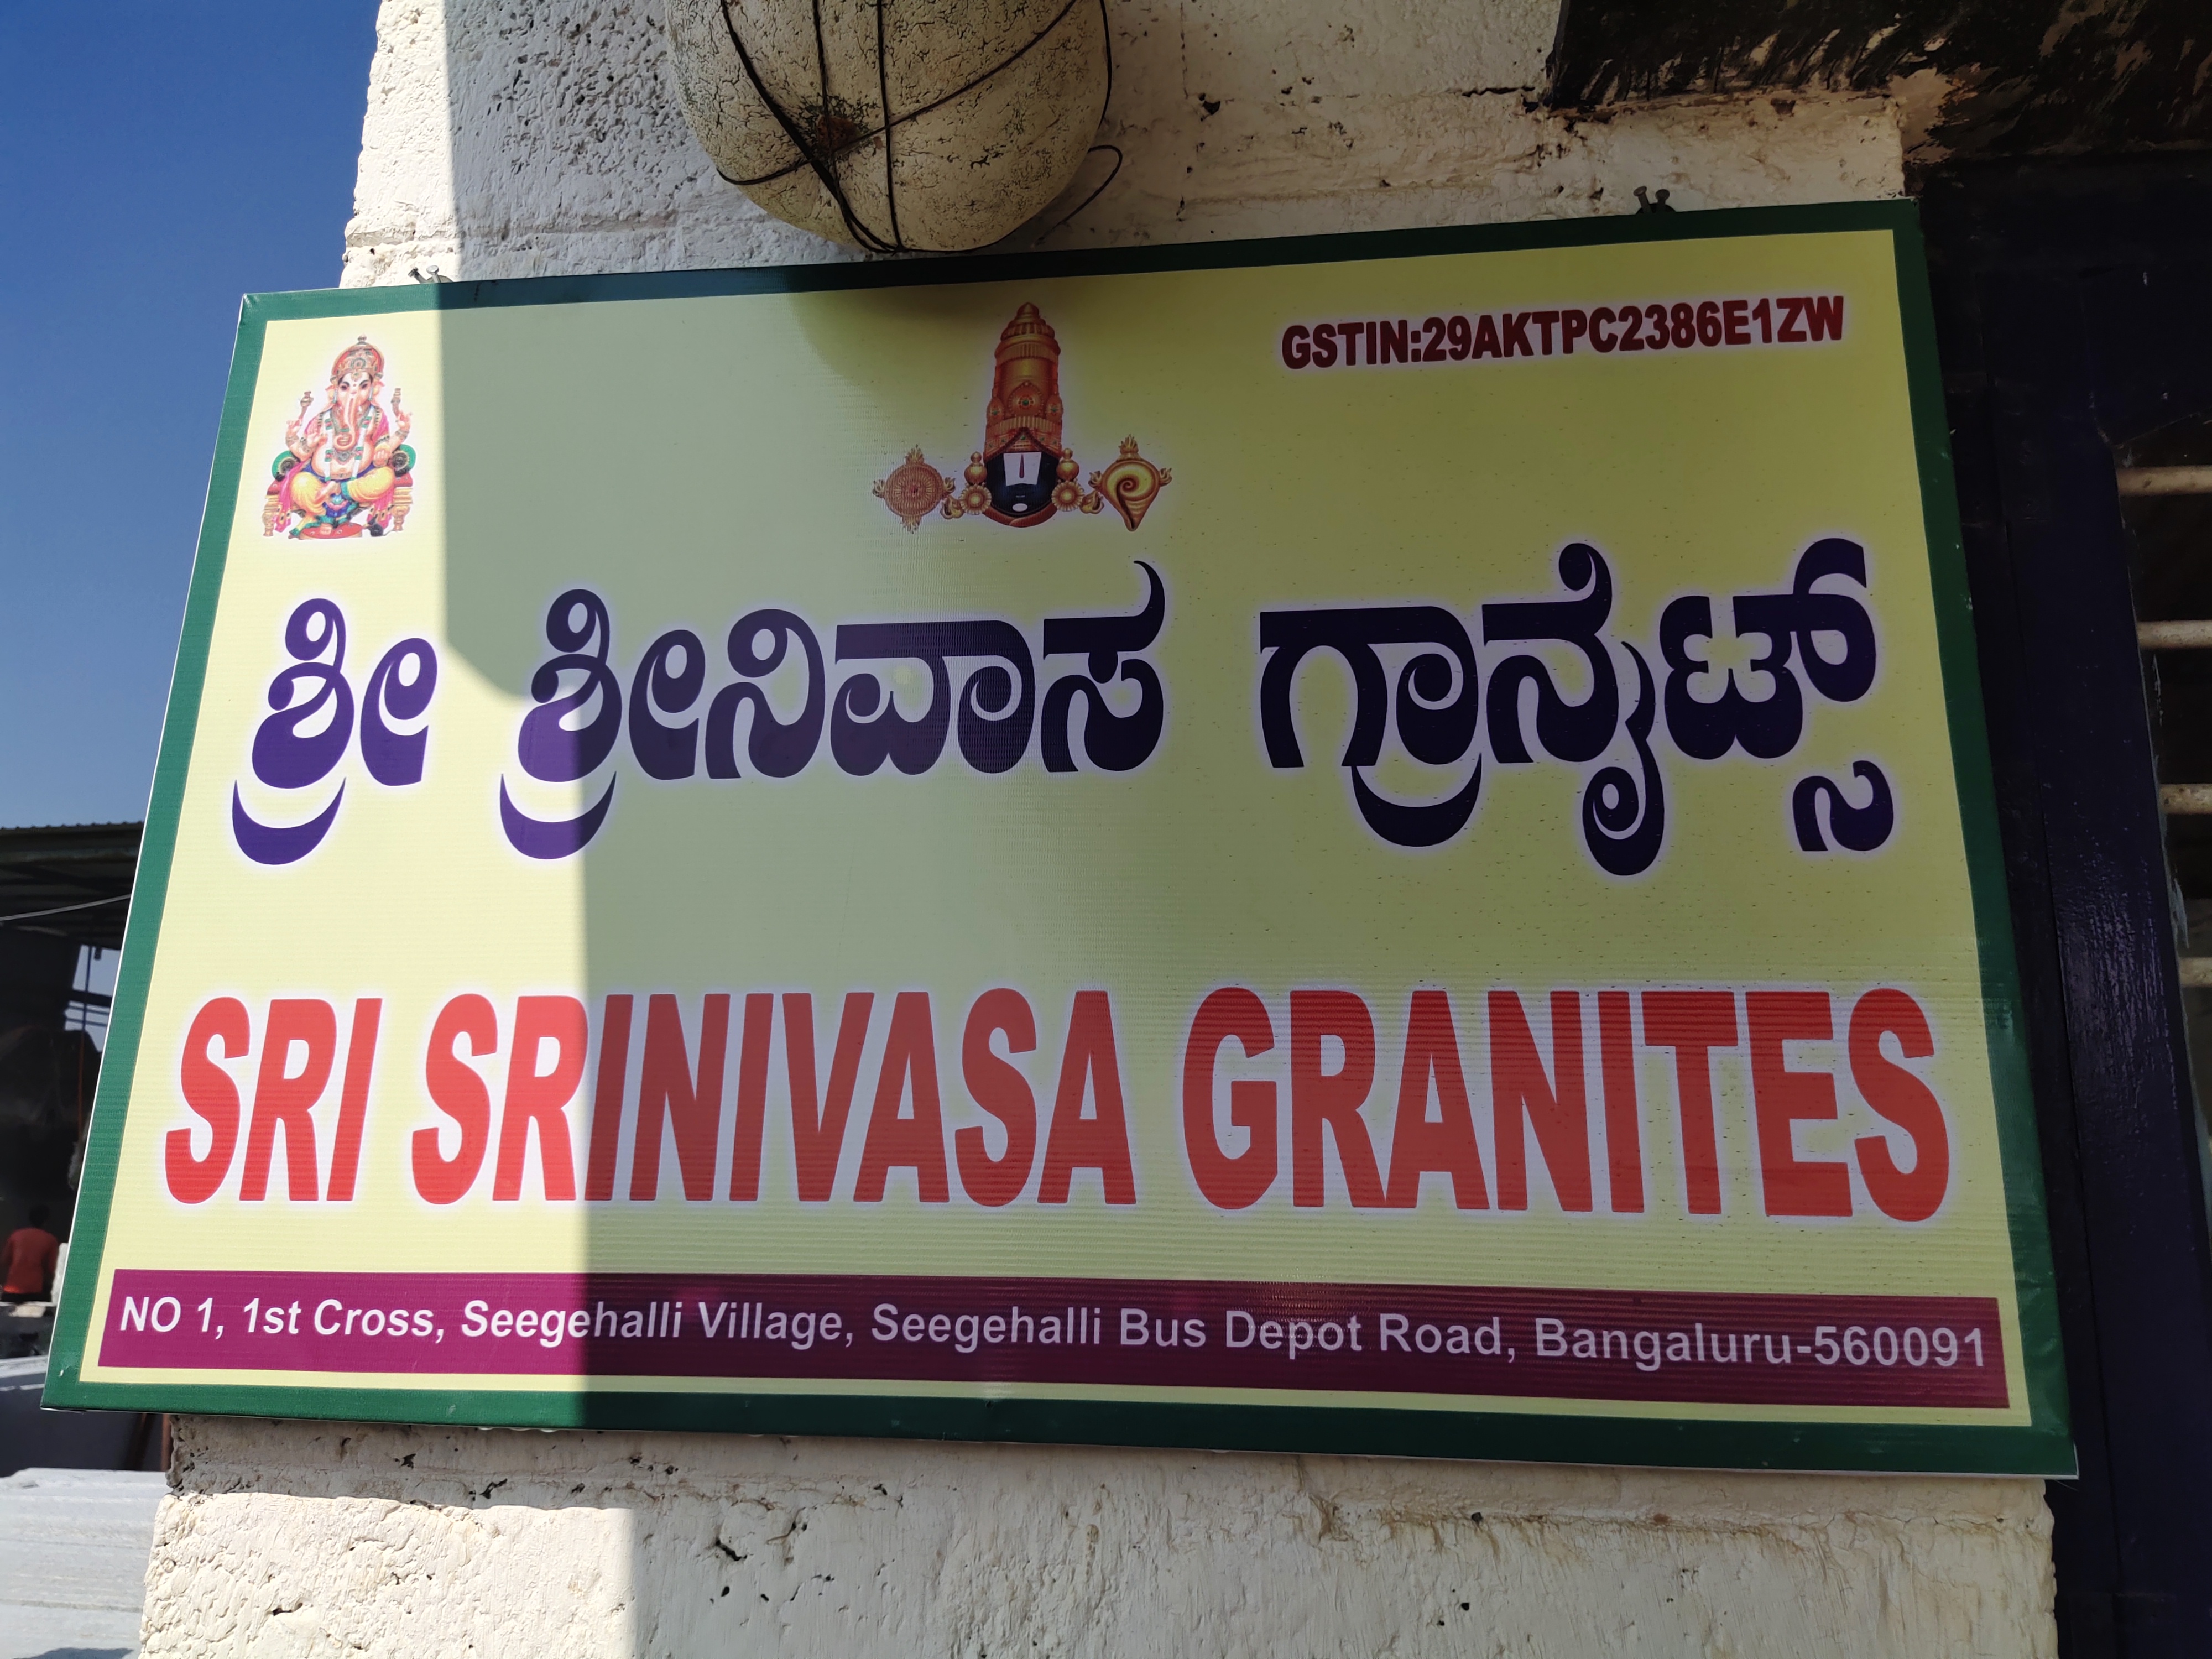 GSTIN:29AKTPC2386E1ZW
ಶ್ರೀ ಶ್ರೀನಿವಾಸ ಗ್ರಾನೈಟ್ಸ್
SRI SRINIVASA GRANITES
NO 1, 1st Cross, Seegehalli Village, Seegehalli Bus Depot Road, Bangaluru-560091